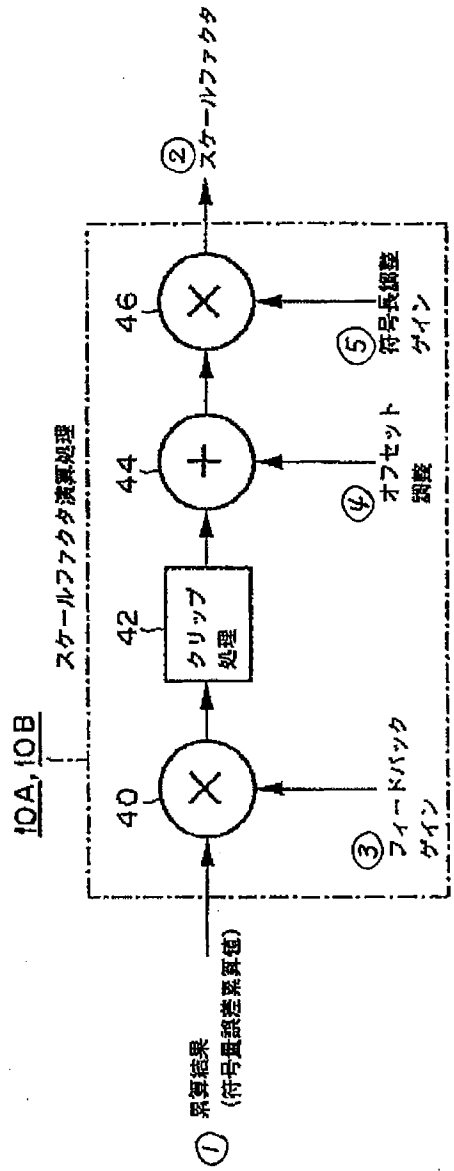 10A, 10B
スケールファクタ演算処理
① 累算結果
(符号量誤差累算値)
40
×
42
クリップ
処理
44
+
46
×
② スケールファクタ
③ フィードバック
ゲイン
④ オフセット
調整
⑤ 符号長調整
ゲイン